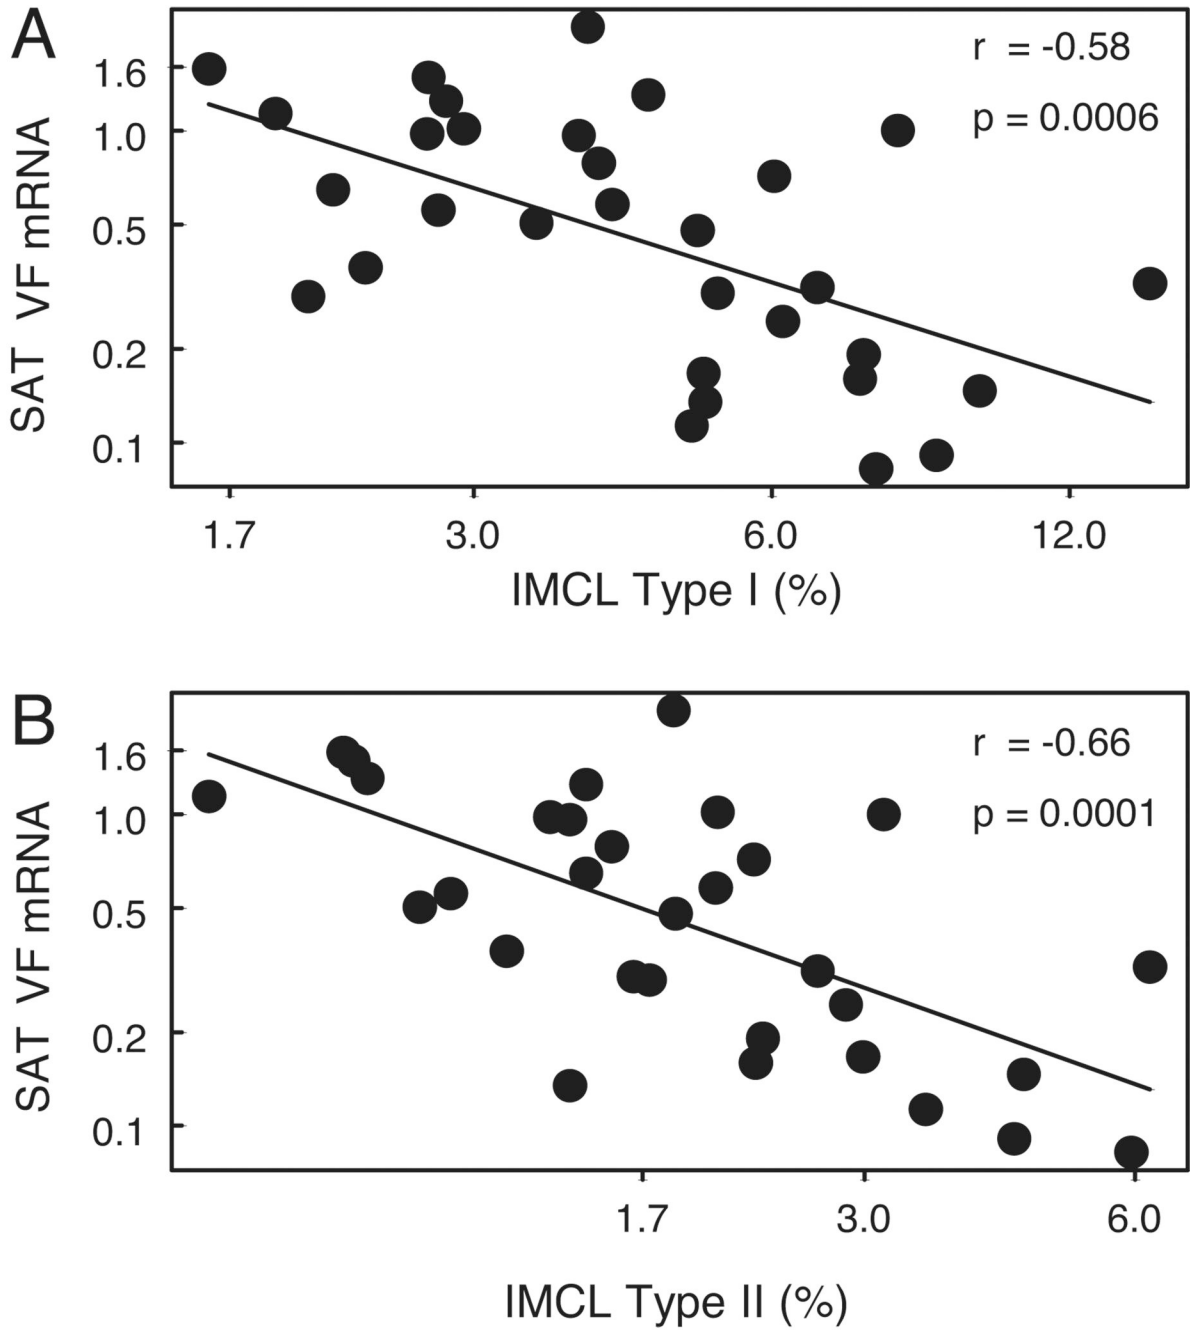 A
r = -0.58
p = 0.0006
SAT VF mRNA
1.6
1.0
0.5
0.2
0.1
1.7 3.0 6.0 12.0
IMCL Type I (%)
B
r = -0.66
p = 0.0001
SAT VF mRNA
1.6
1.0
0.5
0.2
0.1
1.7 3.0 6.0
IMCL Type II (%)